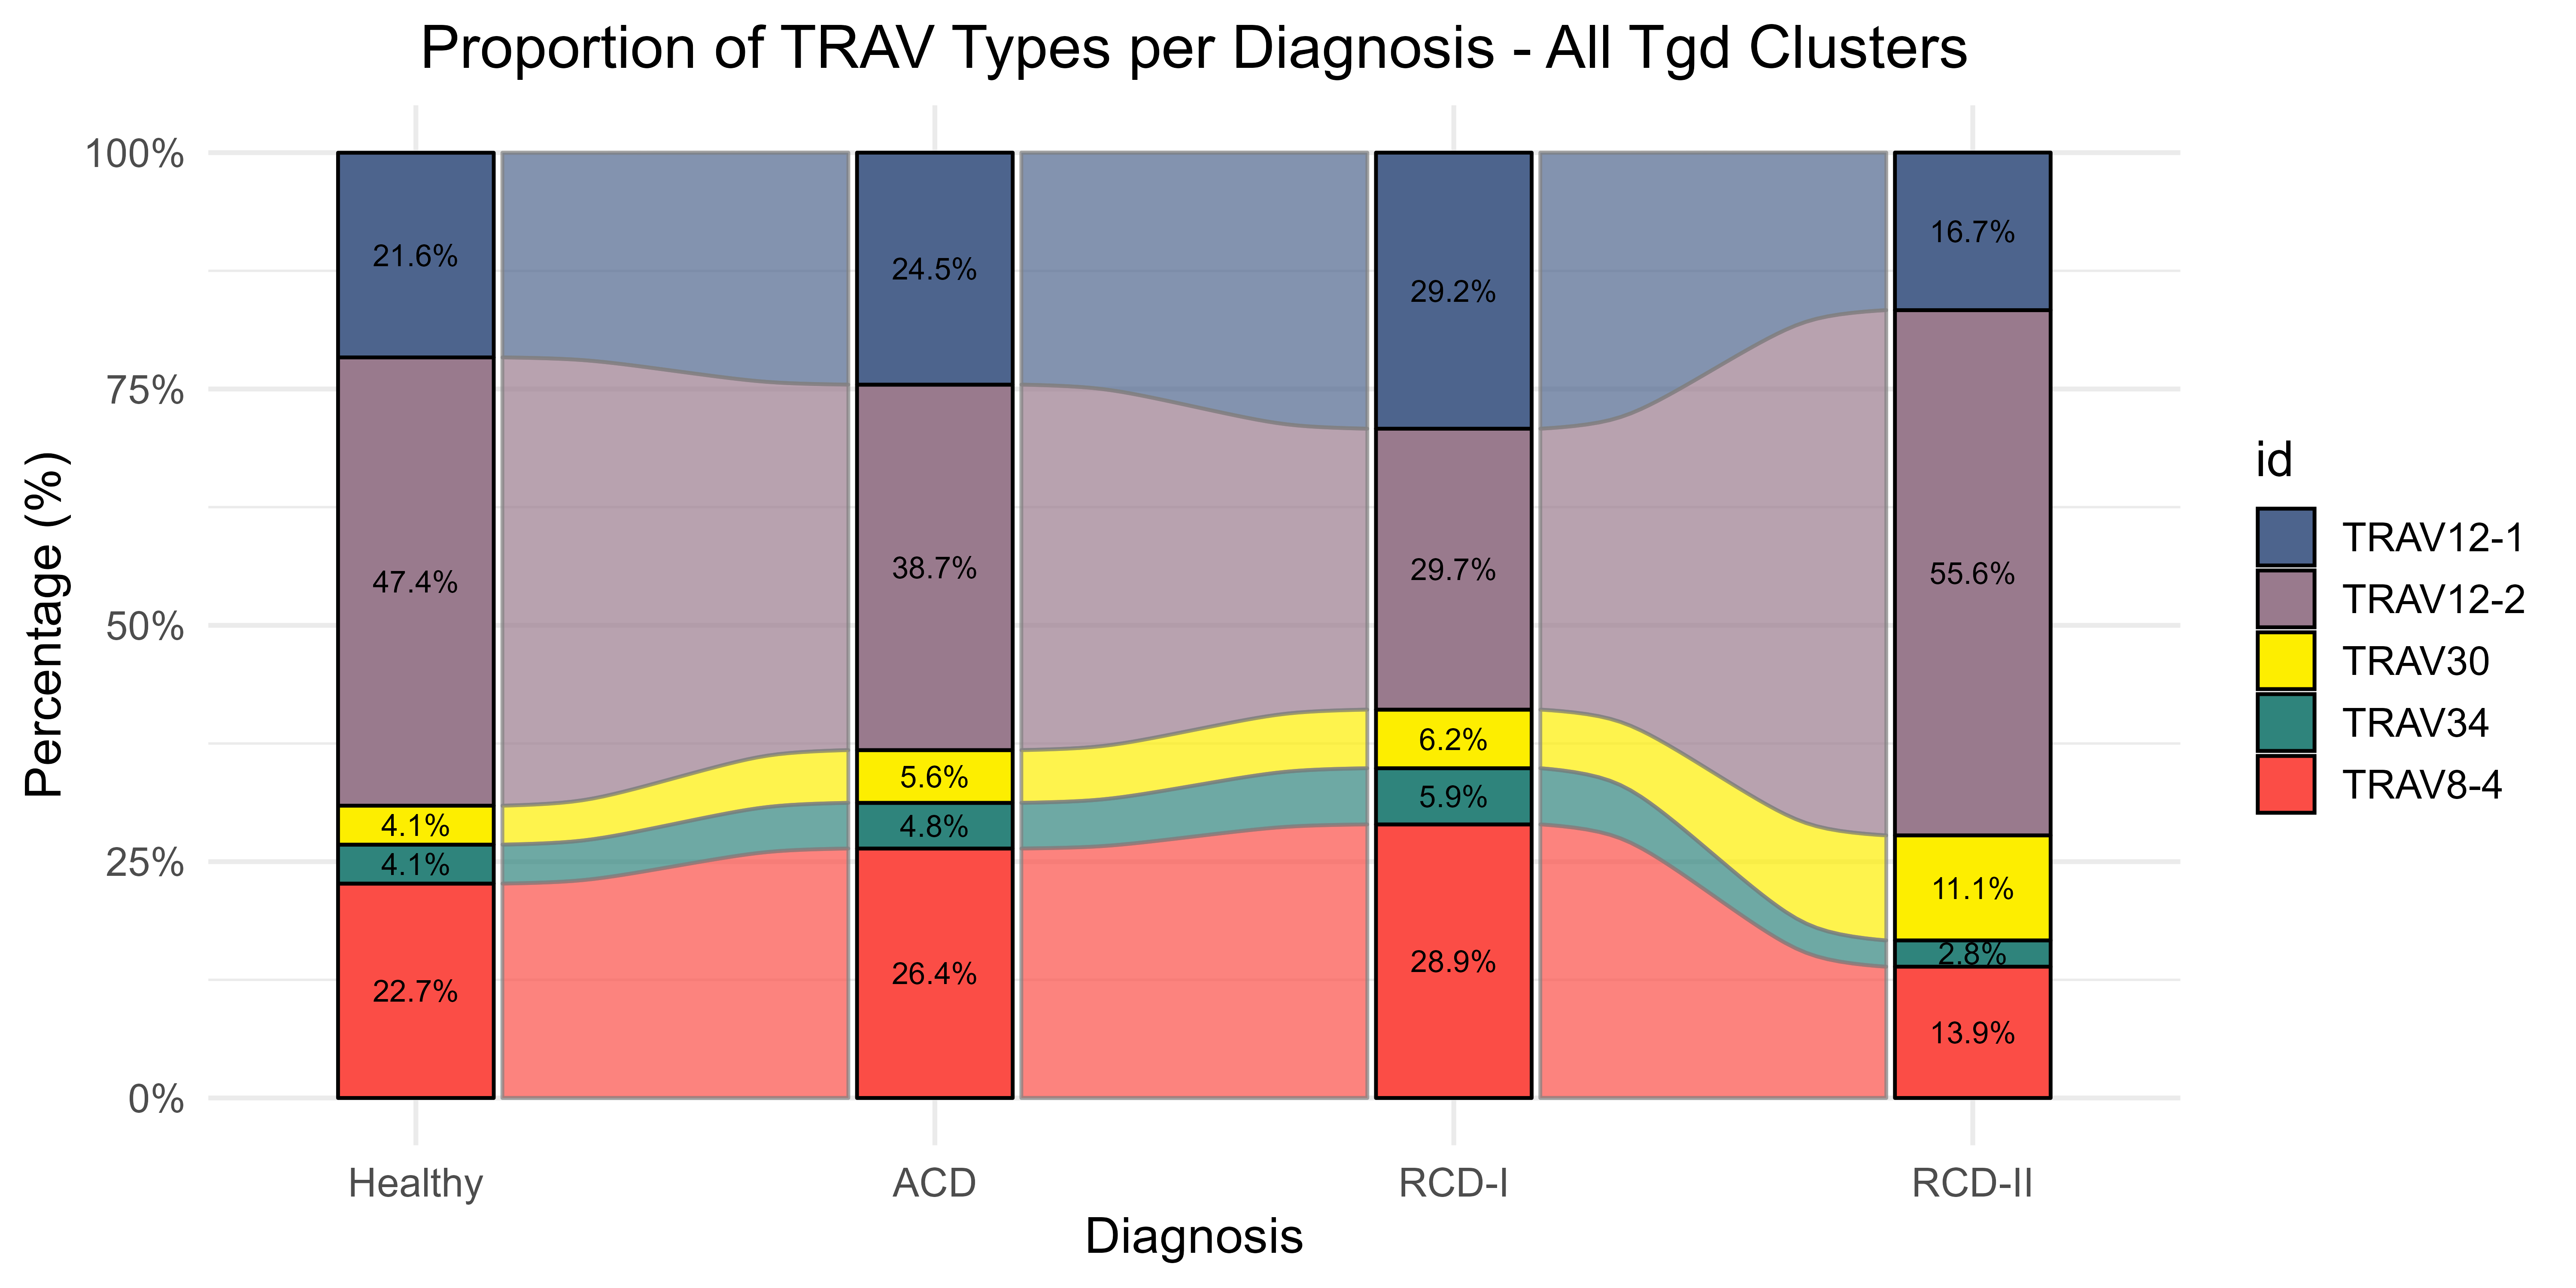 Proportion of TRAV Types per Diagnosis - All Tgd Clusters
Percentage (%)
100%
75%
50%
25%
0%
21.6%
47.4%
4.1%
4.1%
22.7%
24.5%
38.7%
5.6%
4.8%
26.4%
29.2%
29.7%
6.2%
5.9%
28.9%
16.7%
55.6%
11.1%
2.8%
13.9%
Healthy
ACD
RCD-I
RCD-II
Diagnosis
id
TRAV12-1
TRAV12-2
TRAV30
TRAV34
TRAV8-4